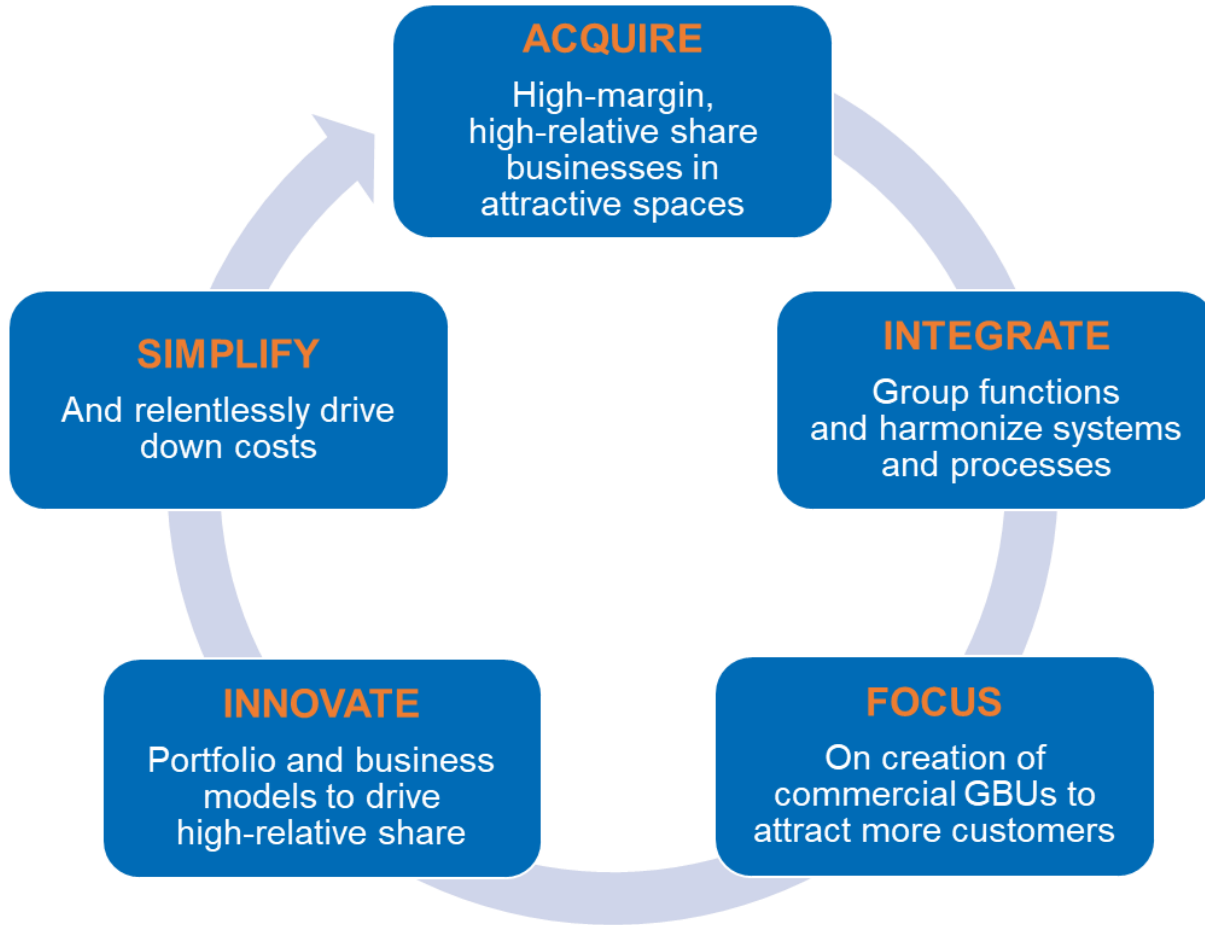 ACQUIRE
High-margin,
high-relative share
businesses in
attractive spaces
INTEGRATE
Group functions
and harmonize systems
and processes
FOCUS
On creation of
commercial GBUs to
attract more customers
INNOVATE
Portfolio and business
models to drive
high-relative share
SIMPLIFY
And relentlessly drive
down costs